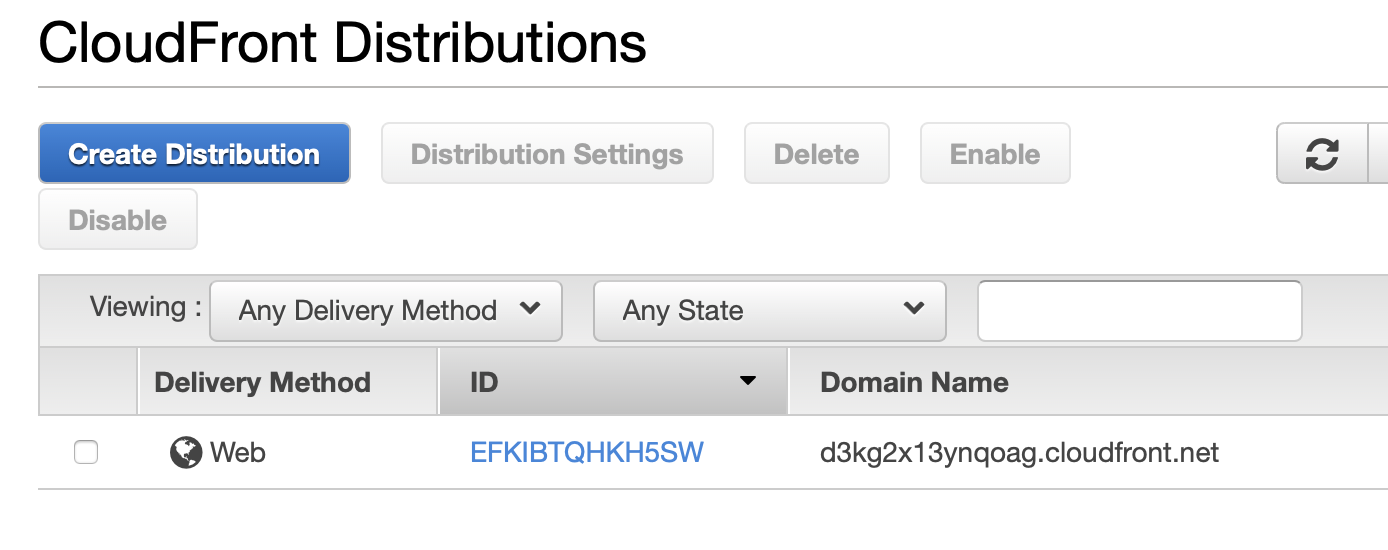 CloudFront Distributions
Create Distribution Distribution Settings Delete Enable
Disable
Viewing : Any Delivery Method Any State
Delivery Method ID Domain Name
Web EFKIBTQHKH5SW d3kg2x13ynqoag.cloudfront.net